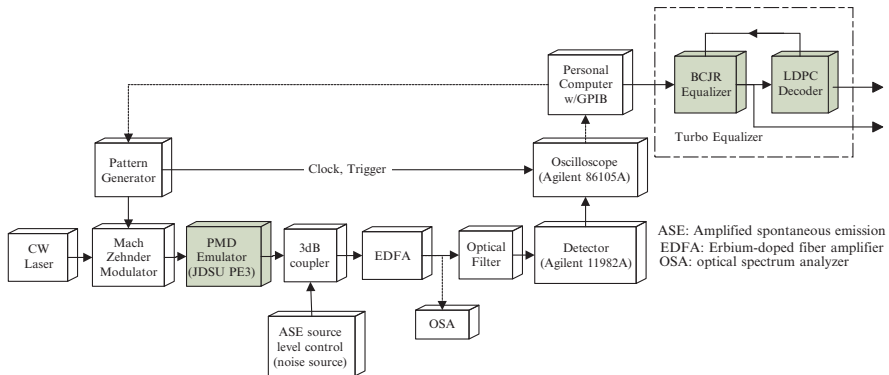 BCJR
Equalizer
LDPC
Decoder
Turbo Equalizer
Personal
Computer
w/GPIB
Pattern
Generator
Clock, Trigger
Oscilloscope
(Agilent 86105A)
CW
Laser
Mach
Zehnder
Modulator
PMD
Emulator
(JDSU PE3)
3dB
coupler
EDFA
Optical
Filter
Detector
(Agilent 11982A)
ASE: Amplified spontaneous emission
EDFA: Erbium-doped fiber amplifier
OSA: optical spectrum analyzer
OSA
ASE source
level control
(noise source)